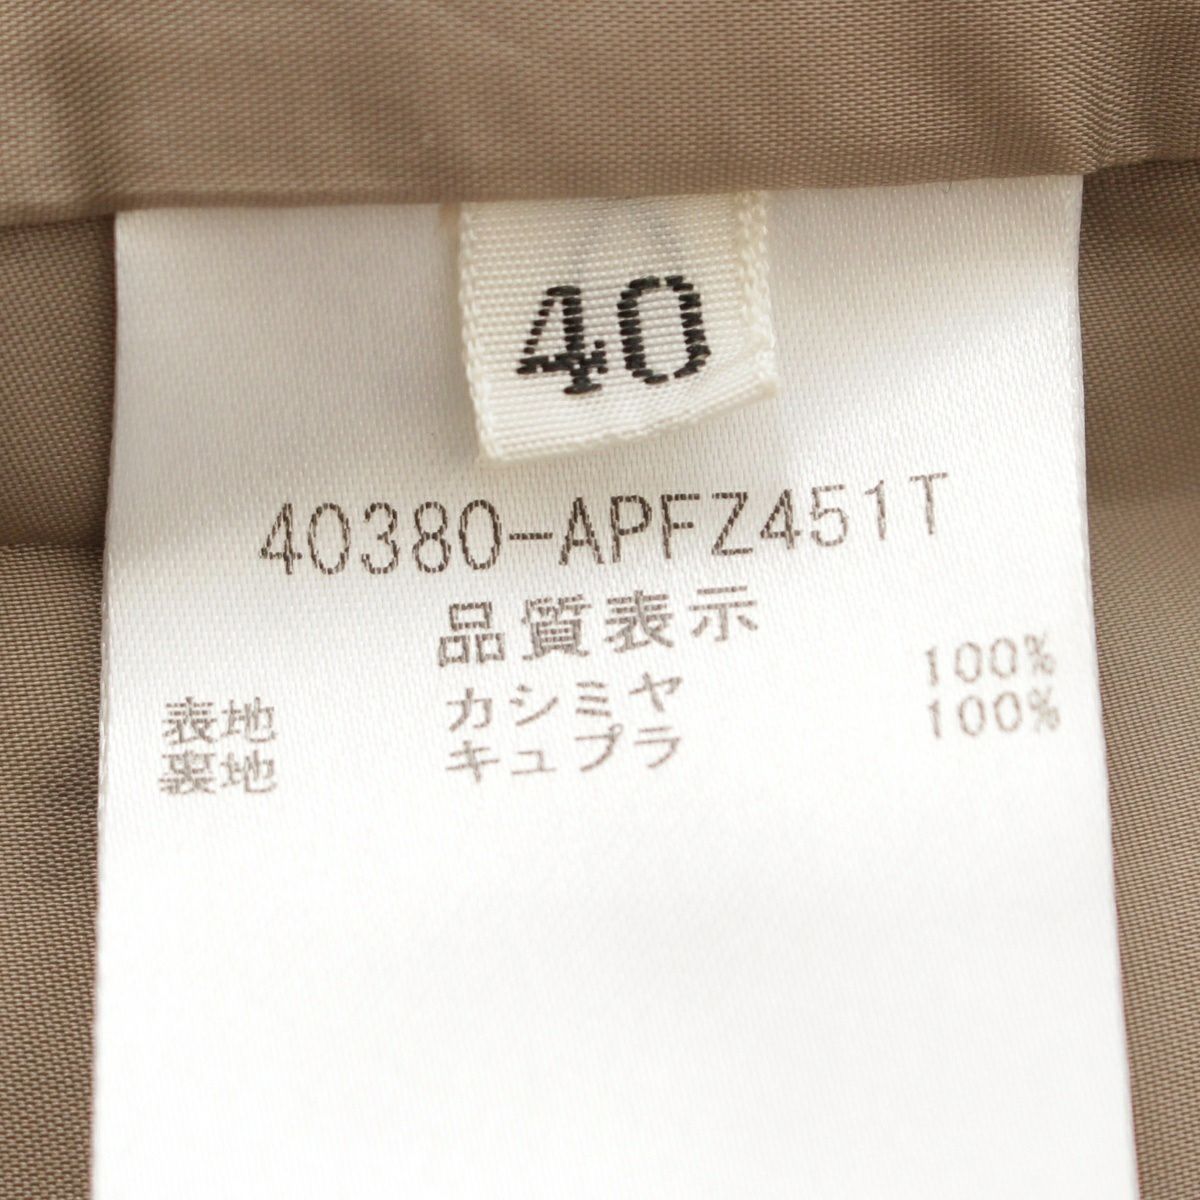 40
40380-APFZ451T
品質表示
表地 カシミヤ 100%
裏地 キュプラ 100%